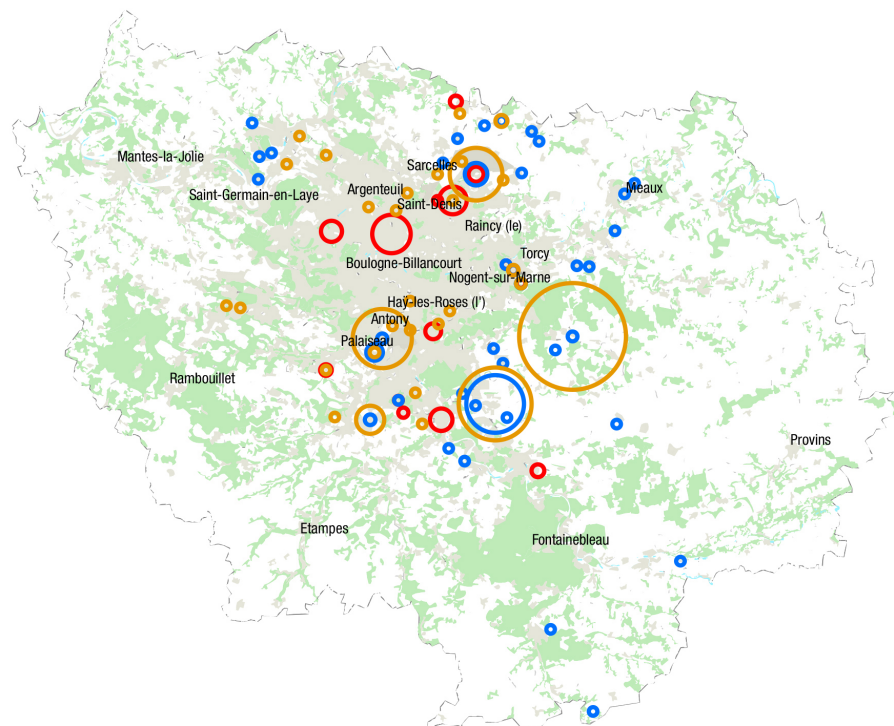 Mantes-la-Jolie
Sarcelles
Meaux
Saint-Germain-en-Laye
Argenteuil
Saint-Denis
Raincy (le)
Torcy
Boulogne-Billancourt
Nogent-sur-Marne
Haÿ-les-Roses (l')
Antony
Palaiseau
Rambouillet
Provins
Etampes
Fontainebleau